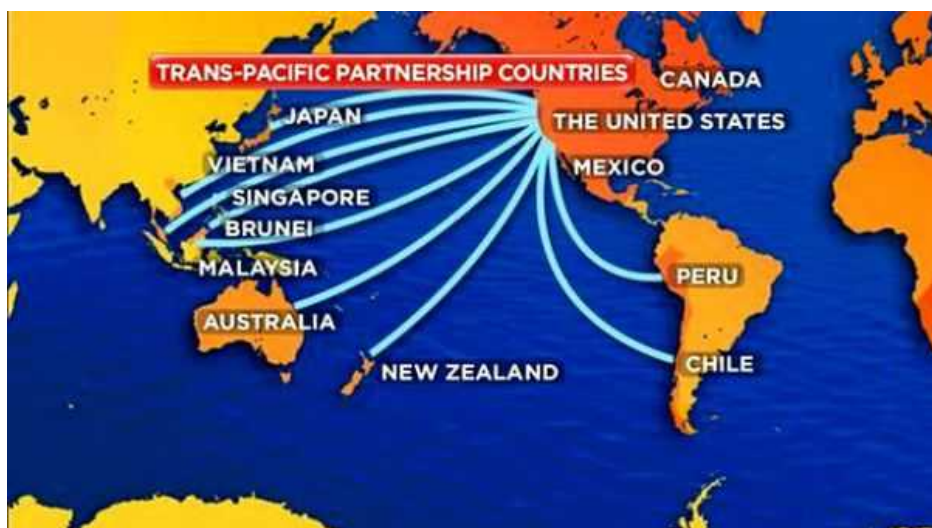 TRANS-PACIFIC PARTNERSHIP COUNTRIES
CANADA
JAPAN
THE UNITED STATES
VIETNAM
MEXICO
SINGAPORE
BRUNEI
MALAYSIA
PERU
AUSTRALIA
CHILE
NEW ZEALAND